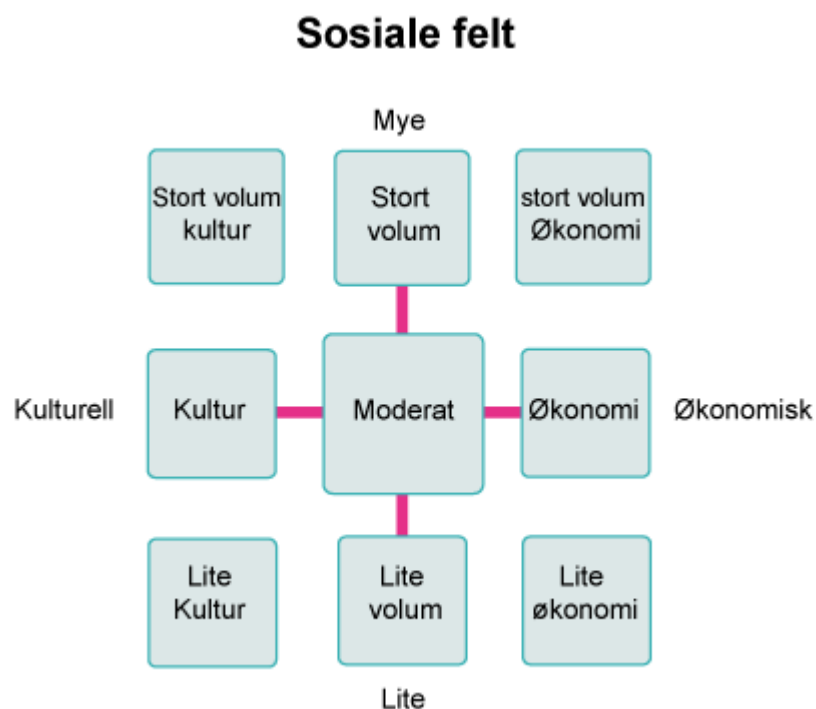 Sosiale felt
Mye
Stort volum
kultur
Stort
volum
stort volum
Økonomi
Kulturell
Kultur
Moderat
Økonomi
Økonomisk
Lite
Kultur
Lite
volum
Lite
økonomi
Lite